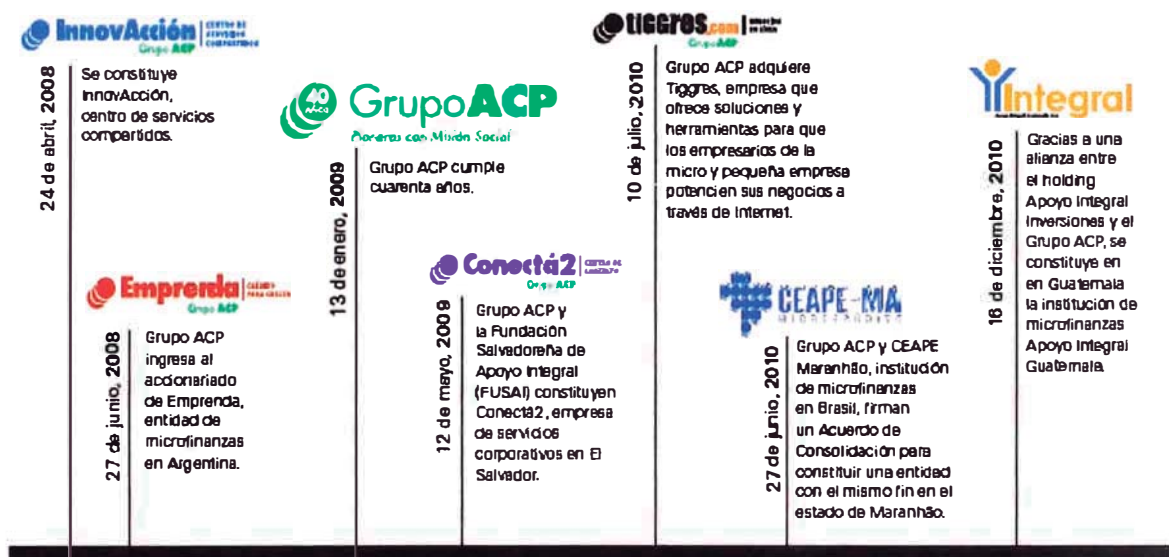 InnovAcción
CENTRO DE
SERVICIOS
COMPARTIDOS
Grupo ACP
24 de abril, 2008
Se constituye
InnovAcción,
centro de servicios
compartidos.
Emprenda
Grupo ACP
27 de junio, 2008
Grupo ACP
ingresa al
accionariado
de Emprenda,
entidad de
microfinanzas
en Argentina.
40
AÑOS
Grupo ACP
Pioneros con Misión Social
13 de enero, 2009
Grupo ACP cumple
cuarenta años.
Conectá2
Grupo ACP
12 de mayo, 2009
Grupo ACP y
la Fundación
Salvadoreña de
Apoyo Integral
(FUSAI) constituyen
Conectá2, empresa
de servicios
corporativos en El
Salvador.
tiggres.com
Grupo ACP
10 de julio, 2010
Grupo ACP adquiere
Tiggres, empresa que
ofrece soluciones y
herramientas para que
los empresarios de la
micro y pequeña empresa
potencien sus negocios a
través de Internet.
CEAPE-MA
MICROCRÉDITO
27 de junio, 2010
Grupo ACP y CEAPE
Maranhão, institución
de microfinanzas
en Brasil, firman
un Acuerdo de
Consolidación para
constituir una entidad
con el mismo fin en el
estado de Maranhão.
Integral
16 de diciembre, 2010
Gracias a una
alianza entre
el holding
Apoyo Integral
Inversiones y el
Grupo ACP, se
constituye en
en Guatemala
la institución de
microfinanzas
Apoyo Integral
Guatemala.